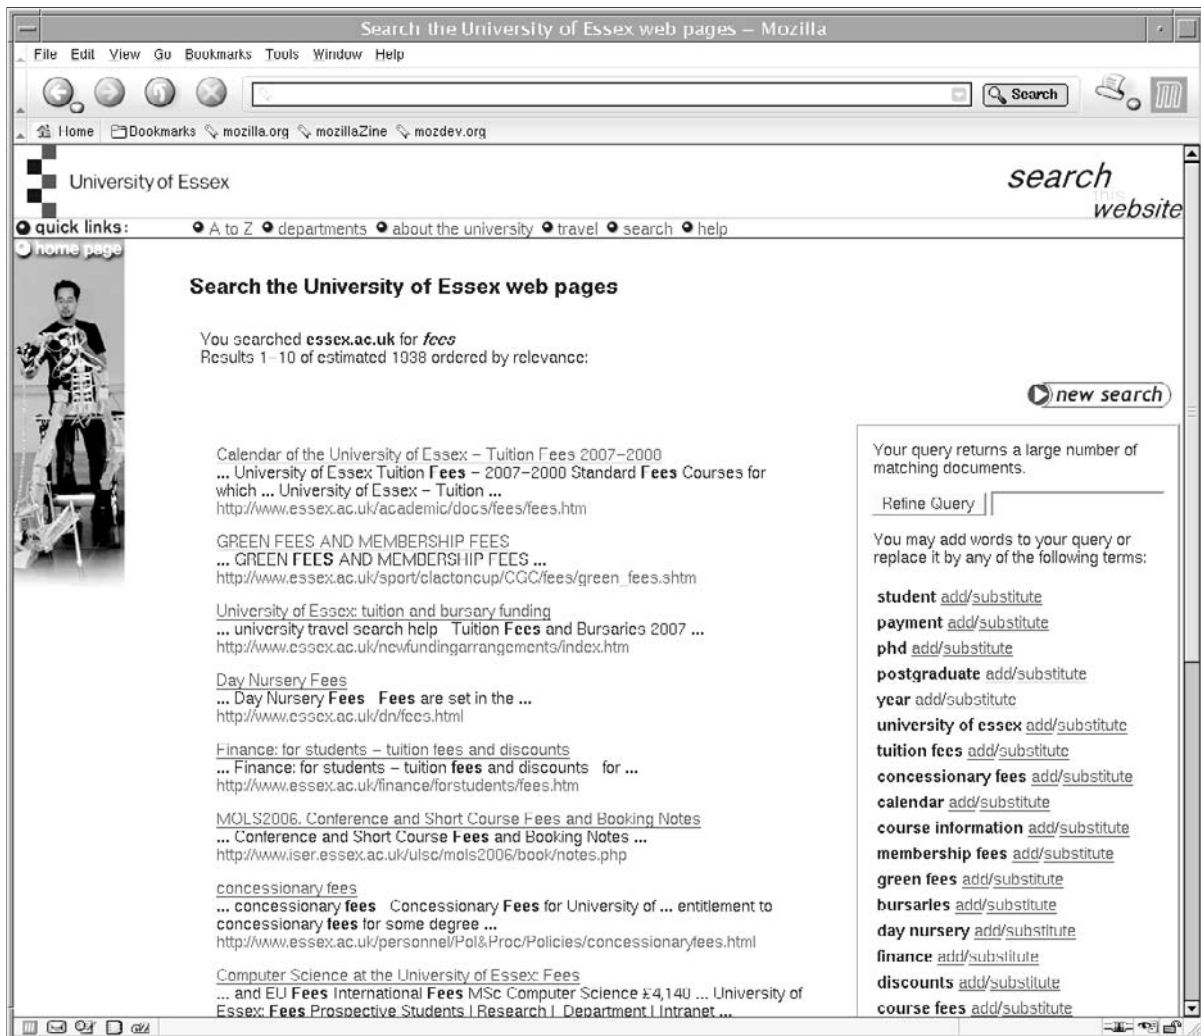 Search the University of Essex web pages – Mozilla
File Edit View Go Bookmarks Tools Window Help
Search
Home Bookmarks mozilla.org mozillaZine mozdev.org
University of Essex
search
this
website
quick links:
A to Z departments about the university travel search help
home page
Search the University of Essex web pages
You searched essex.ac.uk for fees
Results 1–10 of estimated 1938 ordered by relevance:
new search
Calendar of the University of Essex – Tuition Fees 2007–2000
... University of Essex Tuition Fees – 2007–2000 Standard Fees Courses for
which ... University of Essex – Tuition ...
http://www.essex.ac.uk/academic/docs/fees/fees.htm
GREEN FEES AND MEMBERSHIP FEES
... GREEN FEES AND MEMBERSHIP FEES ...
http://www.essex.ac.uk/sport/clactoncup/CGC/fees/green_fees.shtm
University of Essex: tuition and bursary funding
... university travel search help Tuition Fees and Bursaries 2007 ...
http://www.essex.ac.uk/newfundingarrangements/index.htm
Day Nursery Fees
... Day Nursery Fees Fees are set in the ...
http://www.essex.ac.uk/dn/fees.html
Finance: for students – tuition fees and discounts
... Finance: for students – tuition fees and discounts for ...
http://www.essex.ac.uk/finance/forstudents/fees.htm
MOLS2006. Conference and Short Course Fees and Booking Notes
... Conference and Short Course Fees and Booking Notes ...
http://www.iser.essex.ac.uk/ulsc/mols2006/book/notes.php
concessionary fees
... concessionary fees Concessionary Fees for University of ... entitlement to
concessionary fees for some degree ...
http://www.essex.ac.uk/personnel/Pol&Proc/Policies/concessionaryfees.html
Computer Science at the University of Essex: Fees
... and EU Fees International Fees MSc Computer Science £4,140 ... University of
Essex: Fees Prospective Students | Research | Department | Intranet ...
Your query returns a large number of
matching documents.
Refine Query
You may add words to your query or
replace it by any of the following terms:
student add/substitute
payment add/substitute
phd add/substitute
postgraduate add/substitute
year add/substitute
university of essex add/substitute
tuition fees add/substitute
concessionary fees add/substitute
calendar add/substitute
course information add/substitute
membership fees add/substitute
green fees add/substitute
bursaries add/substitute
day nursery add/substitute
finance add/substitute
discounts add/substitute
course fees add/substitute